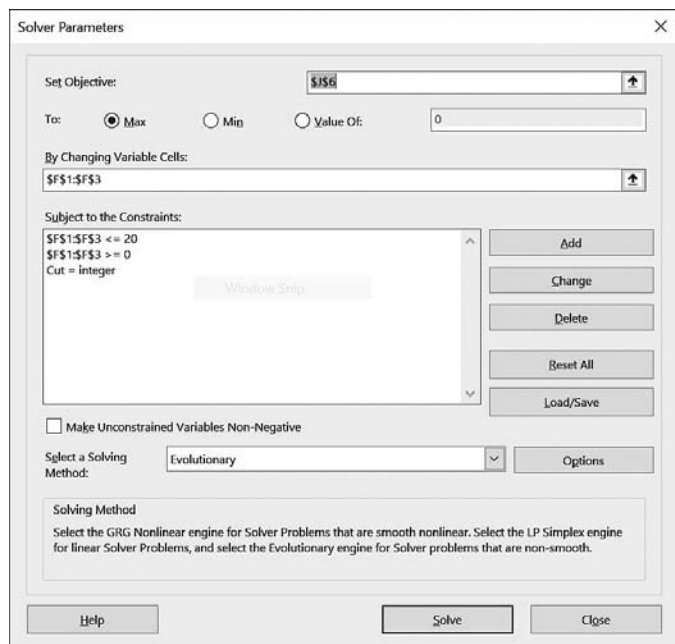 Solver Parameters
Set Objective:
$J$6
To:
Max
Min
Value Of:
0
By Changing Variable Cells:
$F$1:$F$3
Subject to the Constraints:
$F$1:$F$3 <= 20
$F$1:$F$3 >= 0
Cut = integer
Window Snip
Add
Change
Delete
Reset All
Load/Save
Make Unconstrained Variables Non-Negative
Select a Solving
Method:
Evolutionary
Options
Solving Method
Select the GRG Nonlinear engine for Solver Problems that are smooth nonlinear. Select the LP Simplex engine
for linear Solver Problems, and select the Evolutionary engine for Solver problems that are non-smooth.
Help
Solve
Close